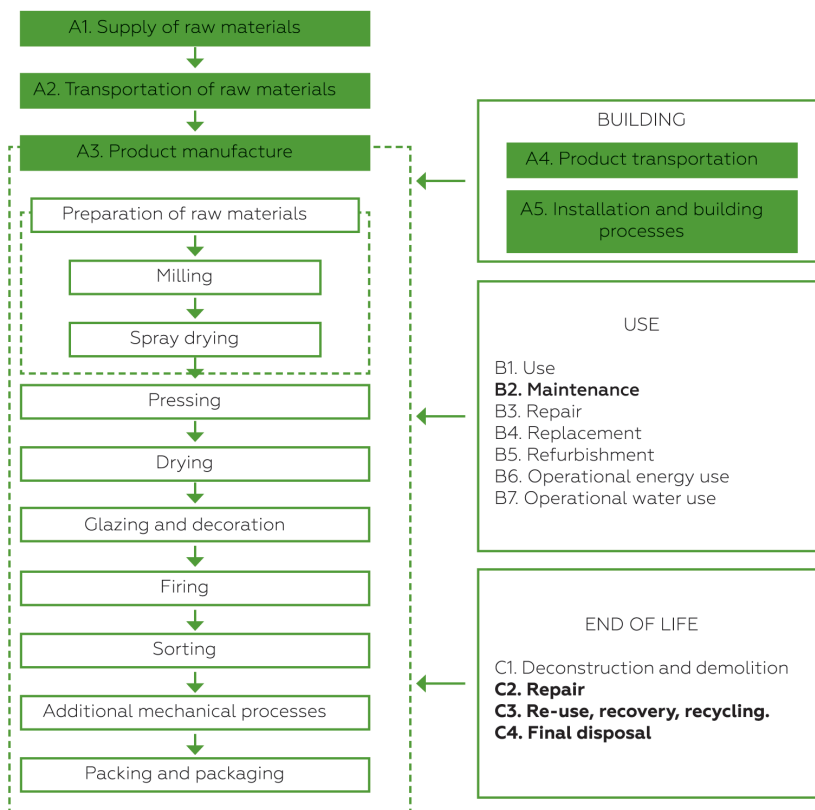 A1. Supply of raw materials
A2. Transportation of raw materials
A3. Product manufacture
Preparation of raw materials
Milling
Spray drying
Pressing
Drying
Glazing and decoration
Firing
Sorting
Additional mechanical processes
Packing and packaging
BUILDING
A4. Product transportation
A5. Installation and building
processes
USE
B1. Use
B2. Maintenance
B3. Repair
B4. Replacement
B5. Refurbishment
B6. Operational energy use
B7. Operational water use
END OF LIFE
C1. Deconstruction and demolition
C2. Repair
C3. Re-use, recovery, recycling.
C4. Final disposal